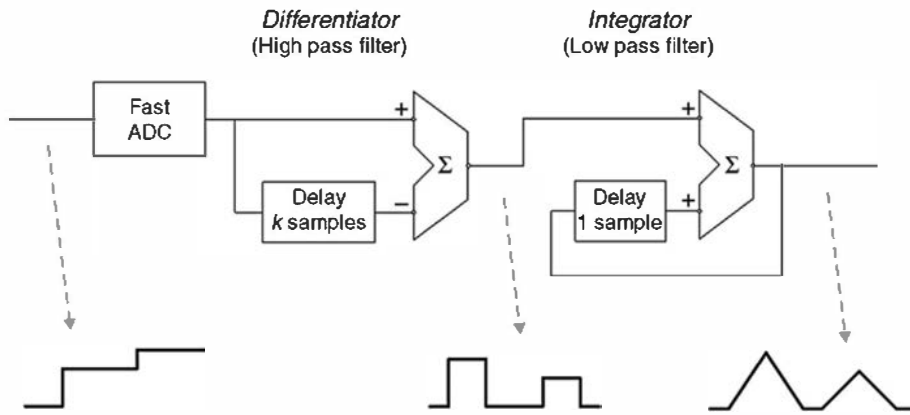 Differentiator
(High pass filter)
Integrator
(Low pass filter)
Fast
ADC
+
Σ
−
Delay
k samples
+
Σ
+
Delay
1 sample